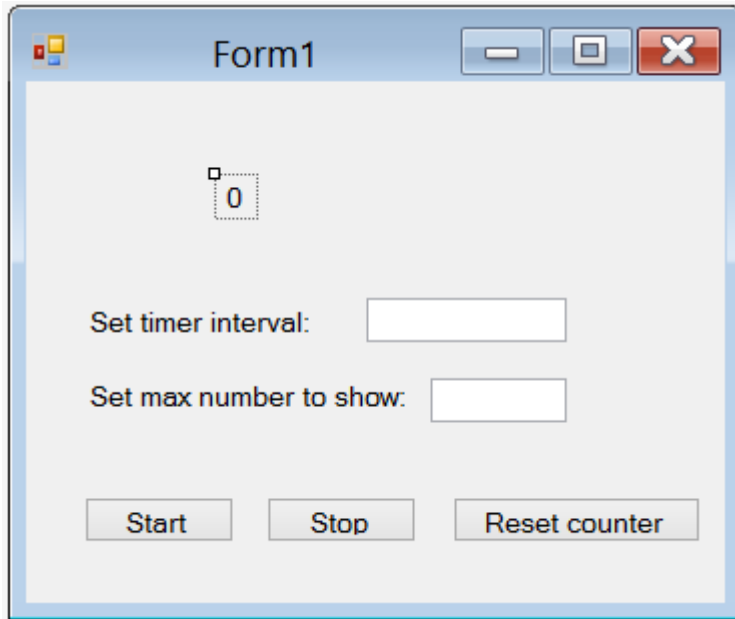 Form1
0
Set timer interval:
Set max number to show:
Start Stop Reset counter